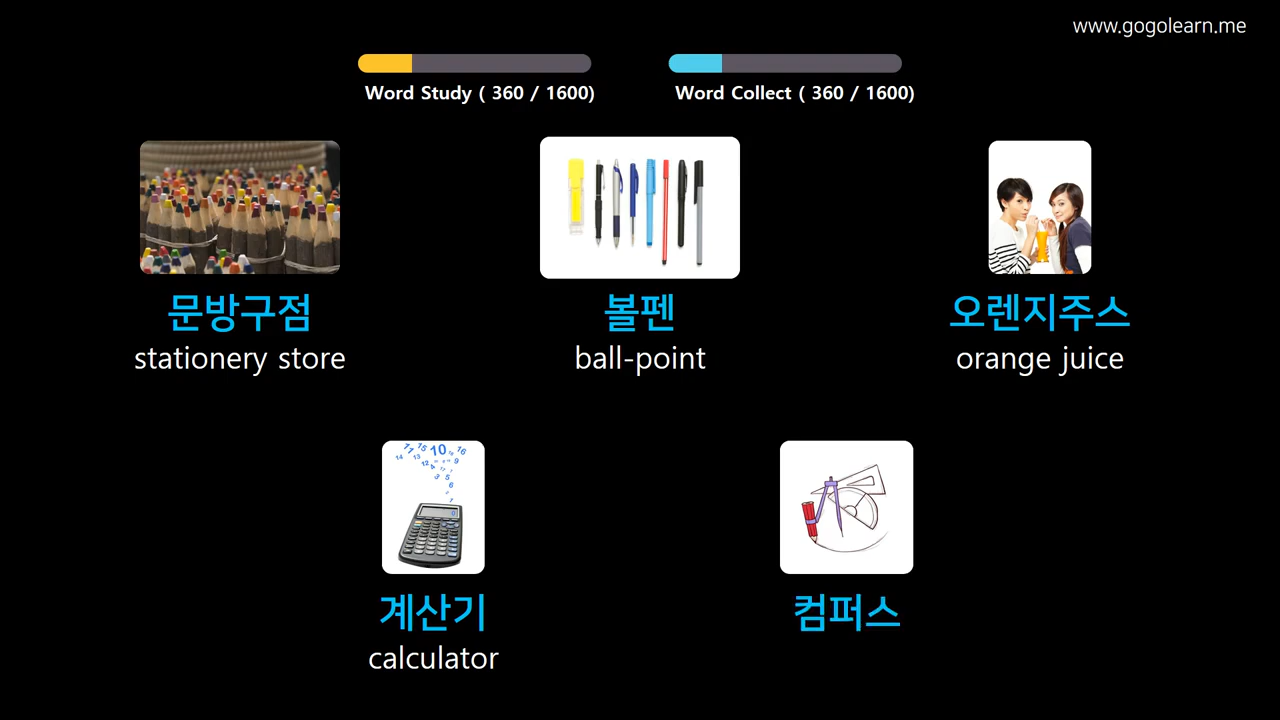 www.gogolearn.me
Word Study ( 360 / 1600)
Word Collect ( 360 / 1600)
문방구점
stationery store
볼펜
ball-point
오렌지주스
orange juice
계산기
calculator
컴퍼스